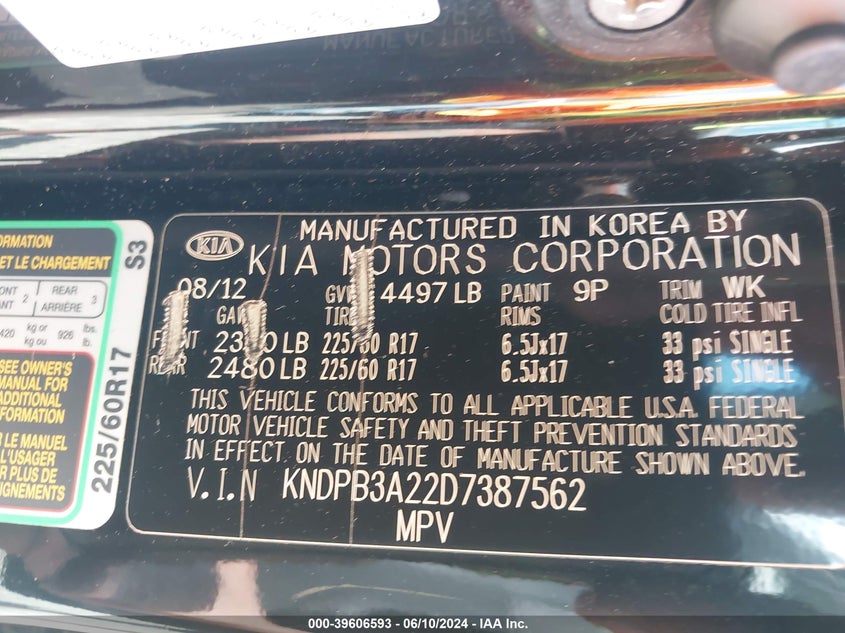 MANUFACTURER
KIA
MANUFACTURED IN KOREA BY
KIA MOTORS CORPORATION
08/12 4497 LB PAINT 9P TRIM WK
RIMS COLD TIRE INFL
LB 225/60 R17 6.5Jx17 33 psi SINGLE
REAR 2480 LB 225/60 R17 6.5Jx17 33 psi SINGLE
THIS VEHICLE CONFORMS TO ALL APPLICABLE U.S.A. FEDERAL
MOTOR VEHICLE SAFETY AND THEFT PREVENTION STANDARDS
IN EFFECT ON THE DATE OF MANUFACTURE SHOWN ABOVE.
V.I.N KNDPB3A22D7387562
MPV
ET LE CHARGEMENT
2 REAR ARRIÈRE 3
420 kg or kg ou 926 lbs. lb.
SEE OWNER'S
MANUAL FOR
ADDITIONAL
INFORMATION
LE MANUEL
L'USAGER
PLUS DE
225/60R17 S3
000-39606593 / 06/10/2024 - IAA Inc.